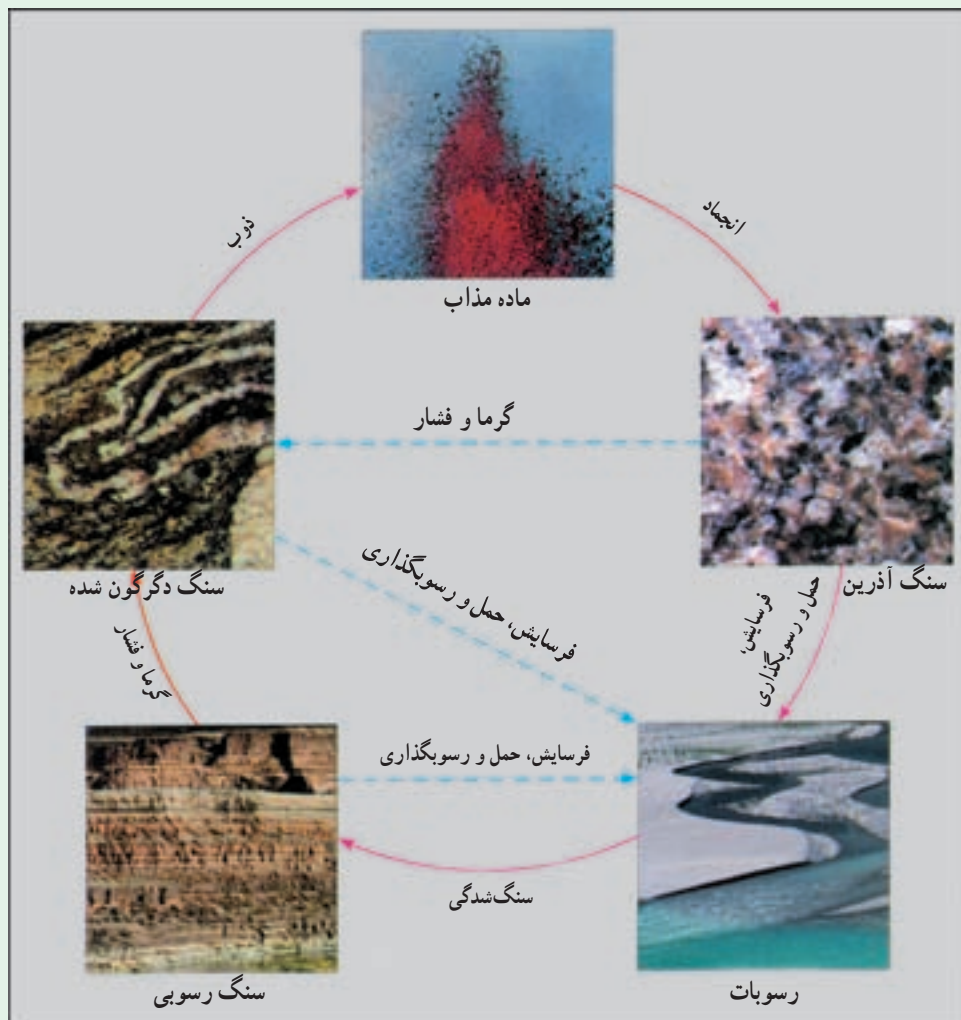 ماده مذاب
ذوب
انجماد
سنگ دگرگون شده
گرما و فشار
سنگ آذرین
فرسایش، حمل و رسوبگذاری
فرسایش،
حمل و رسوبگذاری
گرما و فشار
فرسایش، حمل و رسوبگذاری
سنگ‌شدگی
سنگ رسوبی
رسوبات